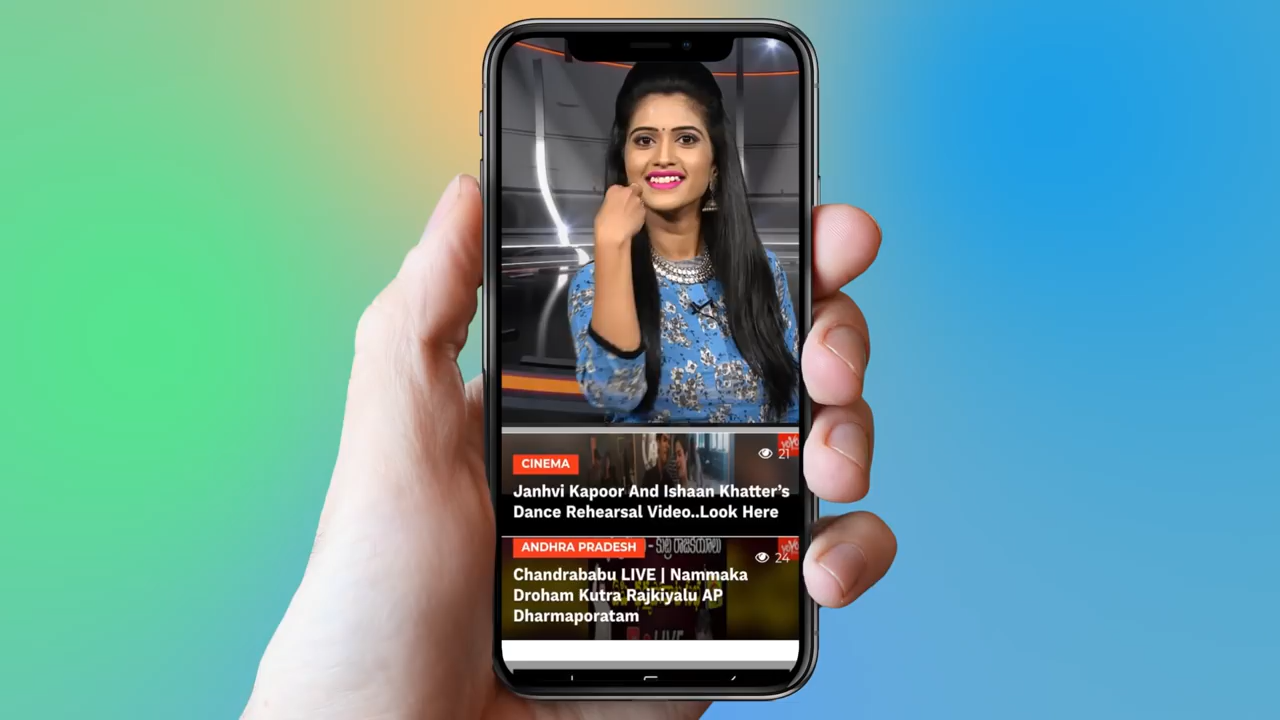 CINEMA
21
Janhvi Kapoor And Ishaan Khatter's
Dance Rehearsal Video..Look Here
ANDHRA PRADESH
24
Chandrababu LIVE | Nammaka
Droham Kutra Rajkiyalu AP
Dharmaporatam
LIVE